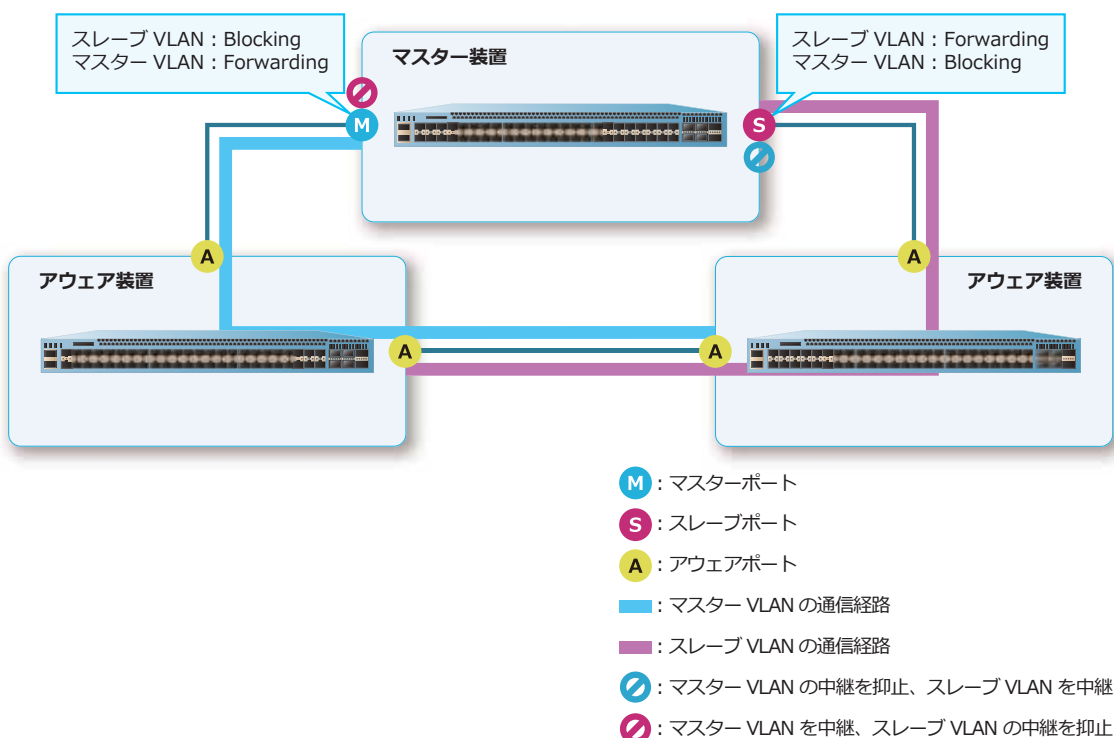 スレーブ VLAN：Blocking
マスター VLAN：Forwarding
スレーブ VLAN：Forwarding
マスター VLAN：Blocking
マスター装置
M
S
A
A
アウェア装置
アウェア装置
A
A
M：マスターポート
S：スレーブポート
A：アウェアポート
：マスター VLAN の通信経路
：スレーブ VLAN の通信経路
：マスター VLAN の中継を抑止、スレーブ VLAN を中継
：マスター VLAN を中継、スレーブ VLAN の中継を抑止